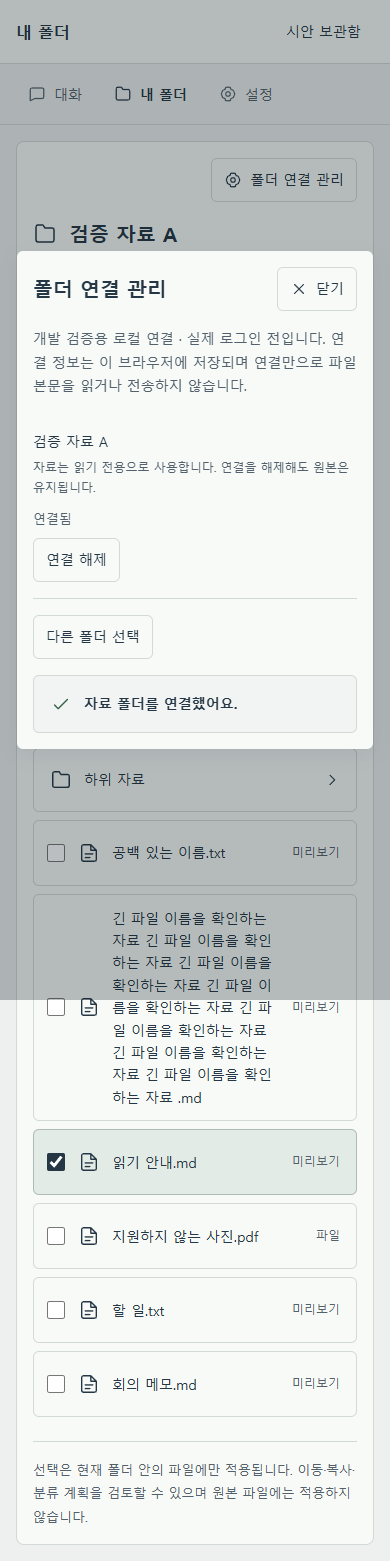 내 폴더
시안 보관함
대화
내 폴더
설정
폴더 연결 관리
검증 자료 A
폴더 연결 관리
닫기
개발 검증용 로컬 연결 · 실제 로그인 전입니다. 연
결 정보는 이 브라우저에 저장되며 연결만으로 파일
본문을 읽거나 전송하지 않습니다.
검증 자료 A
자료는 읽기 전용으로 사용합니다. 연결을 해제해도 원본은
유지됩니다.
연결됨
연결 해제
다른 폴더 선택
자료 폴더를 연결했어요.
하위 자료
공백 있는 이름.txt
미리보기
긴 파일 이름을 확인하는
자료 긴 파일 이름을 확인
하는 자료 긴 파일 이름을
확인하는 자료 긴 파일 이
름을 확인하는 자료 긴 파
일 이름을 확인하는 자료
긴 파일 이름을 확인하는
자료 긴 파일 이름을 확인
하는 자료 .md
미리보기
읽기 안내.md
미리보기
지원하지 않는 사진.pdf
파일
할 일.txt
미리보기
회의 메모.md
미리보기
선택은 현재 폴더 안의 파일에만 적용됩니다. 이동·복사·
분류 계획을 검토할 수 있으며 원본 파일에는 적용하지
않습니다.